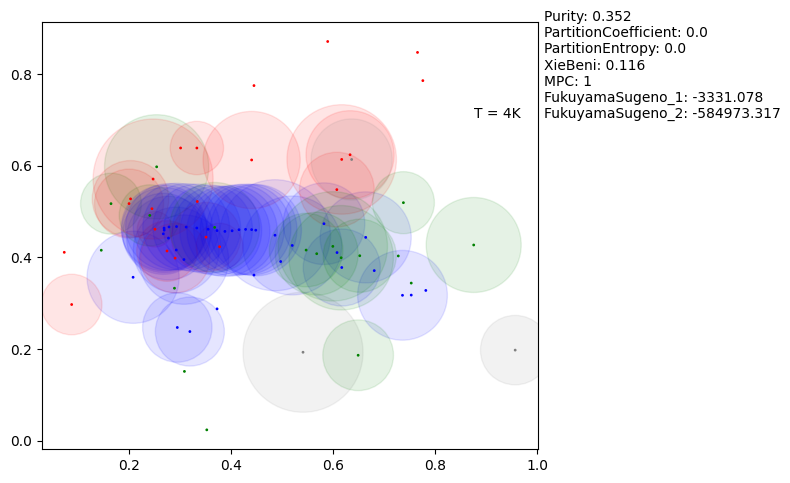 Purity: 0.352
PartitionCoefficient: 0.0
PartitionEntropy: 0.0
XieBeni: 0.116
MPC: 1
FukuyamaSugeno_1: -3331.078
FukuyamaSugeno_2: -584973.317
T = 4K
0.8
0.6
0.4
0.2
0.0
0.2 0.4 0.6 0.8 1.0